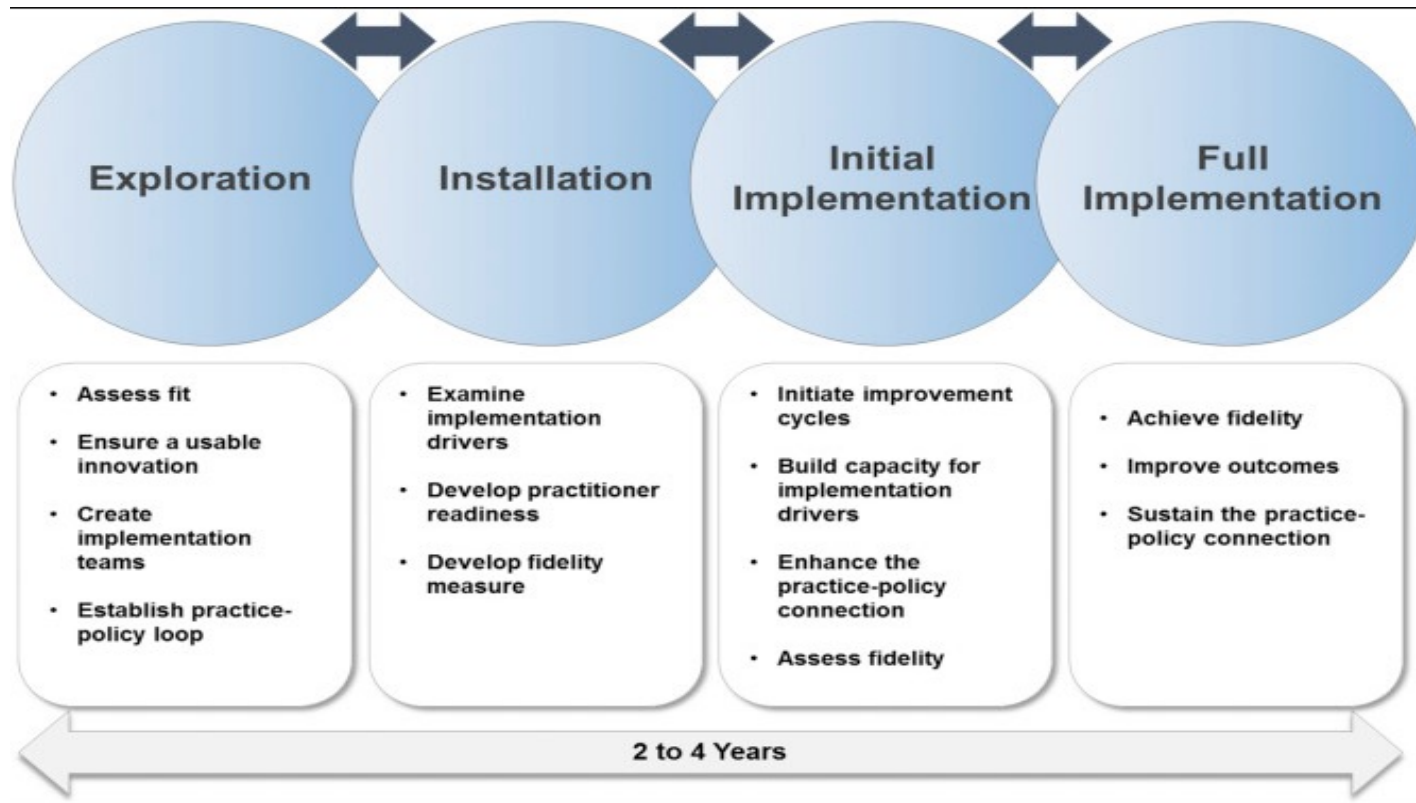 Exploration
Installation
Initial
Implementation
Full
Implementation
• Assess fit
• Ensure a usable
innovation
• Create
implementation
teams
• Establish practice-
policy loop
• Examine
implementation
drivers
• Develop practitioner
readiness
• Develop fidelity
measure
• Initiate improvement
cycles
• Build capacity for
implementation
drivers
• Enhance the
practice-policy
connection
• Assess fidelity
• Achieve fidelity
• Improve outcomes
• Sustain the practice-
policy connection
2 to 4 Years